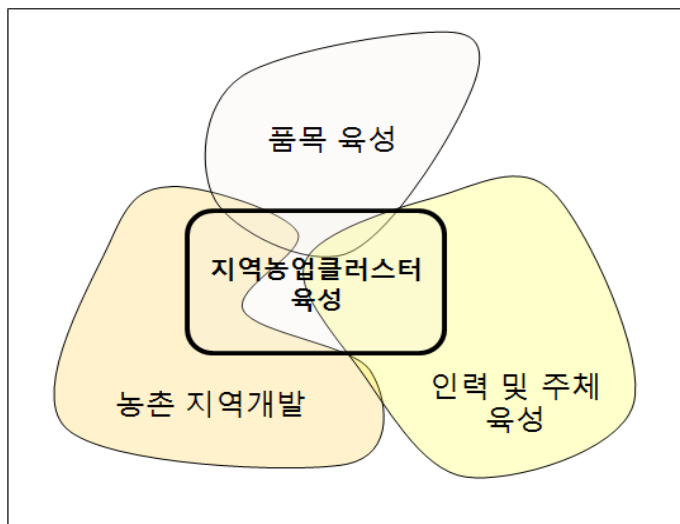 품목 육성
지역농업클러스터
육성
농촌 지역개발
인력 및 주체
육성